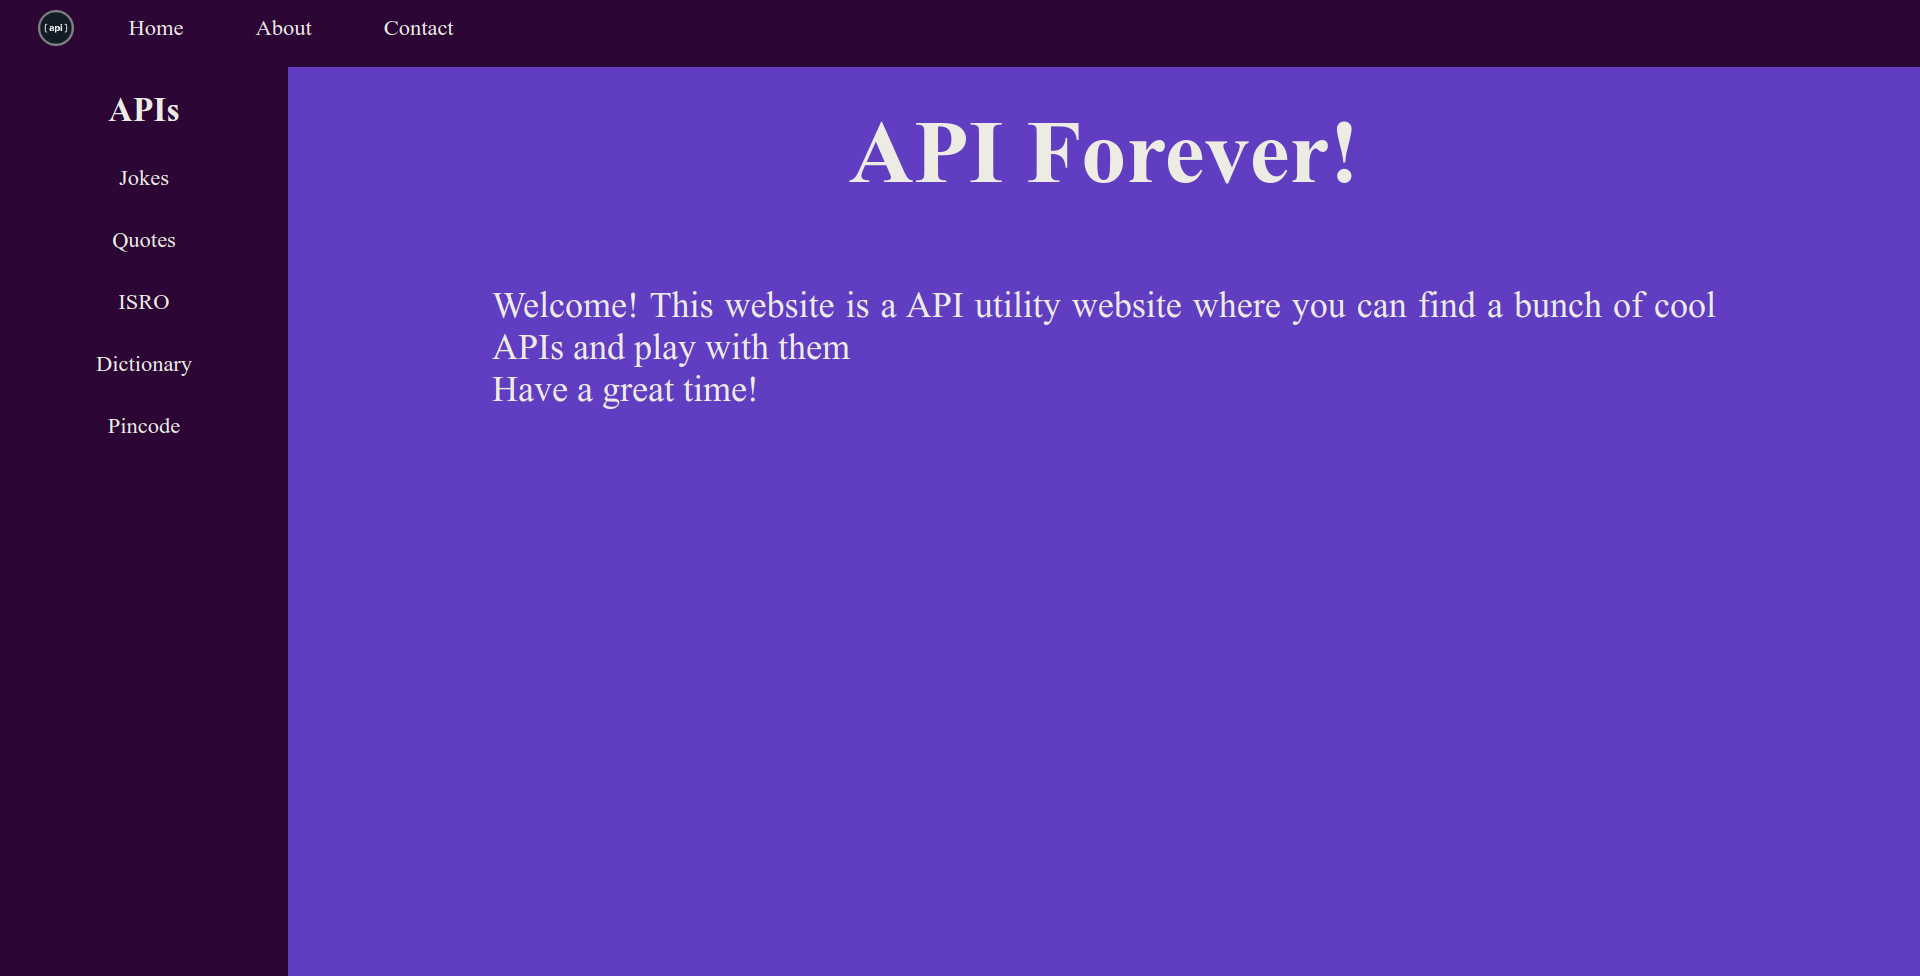 [api]
Home
About
Contact
APIs
Jokes
Quotes
ISRO
Dictionary
Pincode
API Forever!
Welcome! This website is a API utility website where you can find a bunch of cool
APIs and play with them
Have a great time!